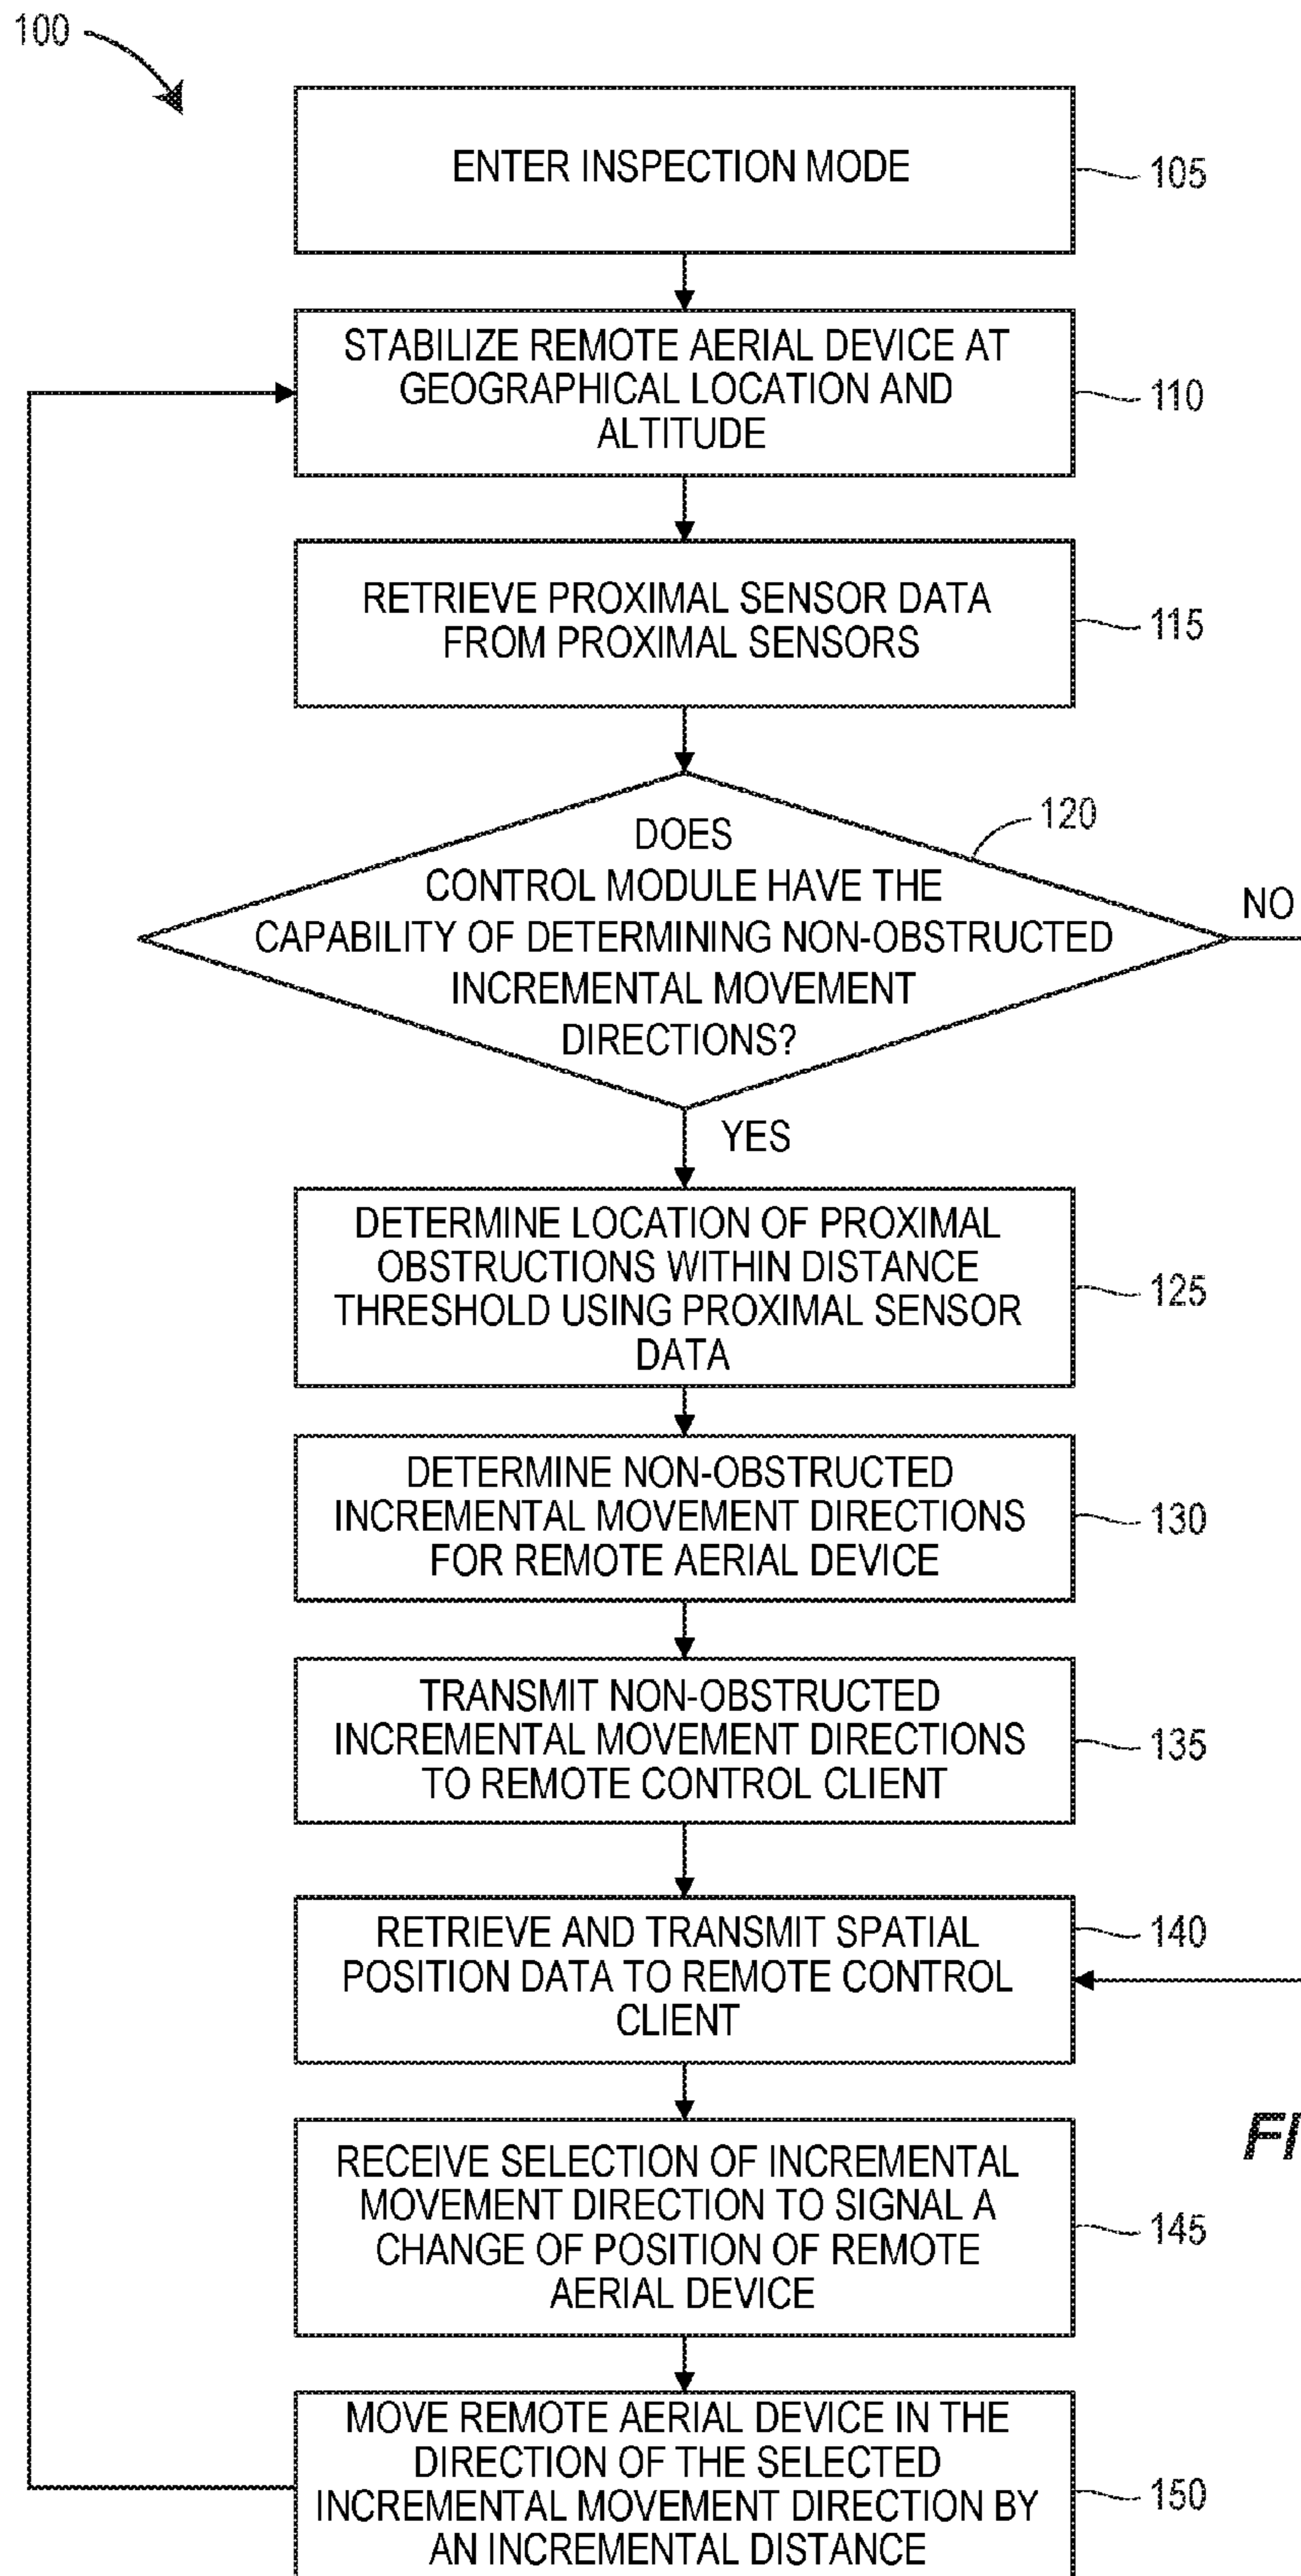 100
ENTER INSPECTION MODE
105
STABILIZE REMOTE AERIAL DEVICE AT
GEOGRAPHICAL LOCATION AND
ALTITUDE
110
RETRIEVE PROXIMAL SENSOR DATA
FROM PROXIMAL SENSORS
115
DOES
CONTROL MODULE HAVE THE
CAPABILITY OF DETERMINING NON-OBSTRUCTED
INCREMENTAL MOVEMENT
DIRECTIONS?
120
NO
YES
DETERMINE LOCATION OF PROXIMAL
OBSTRUCTIONS WITHIN DISTANCE
THRESHOLD USING PROXIMAL SENSOR
DATA
125
DETERMINE NON-OBSTRUCTED
INCREMENTAL MOVEMENT DIRECTIONS
FOR REMOTE AERIAL DEVICE
130
TRANSMIT NON-OBSTRUCTED
INCREMENTAL MOVEMENT DIRECTIONS
TO REMOTE CONTROL CLIENT
135
RETRIEVE AND TRANSMIT SPATIAL
POSITION DATA TO REMOTE CONTROL
CLIENT
140
RECEIVE SELECTION OF INCREMENTAL
MOVEMENT DIRECTION TO SIGNAL A
CHANGE OF POSITION OF REMOTE
AERIAL DEVICE
145
MOVE REMOTE AERIAL DEVICE IN THE
DIRECTION OF THE SELECTED
INCREMENTAL MOVEMENT DIRECTION BY
AN INCREMENTAL DISTANCE
150